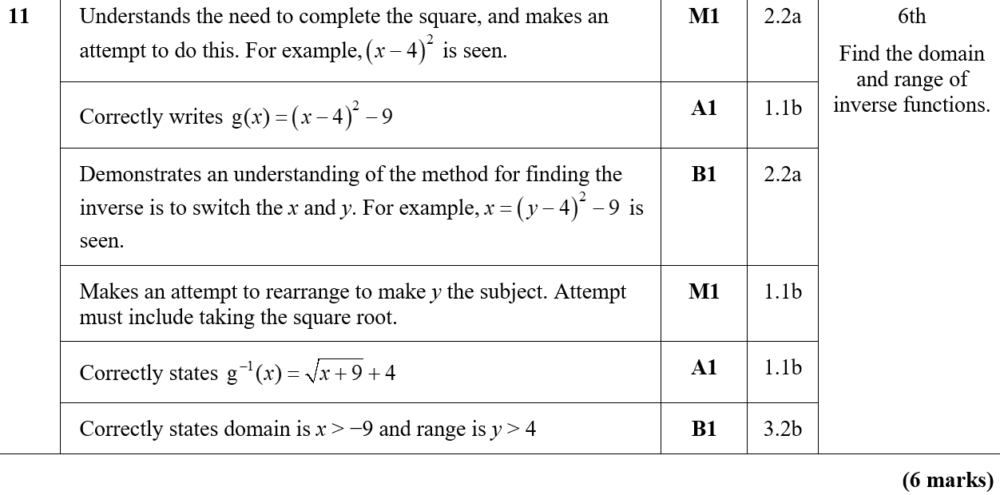 11 Understands the need to complete the square, and makes an M1 2.2a 6th
attempt to do this. For example, (x − 4)² is seen.
Find the domain
and range of
inverse functions.
Correctly writes g(x) = (x − 4)² − 9 A1 1.1b
Demonstrates an understanding of the method for finding the B1 2.2a
inverse is to switch the x and y. For example, x = (y − 4)² − 9 is
seen.
Makes an attempt to rearrange to make y the subject. Attempt M1 1.1b
must include taking the square root.
Correctly states g⁻¹(x) = √(x + 9) + 4 A1 1.1b
Correctly states domain is x > −9 and range is y > 4 B1 3.2b
(6 marks)